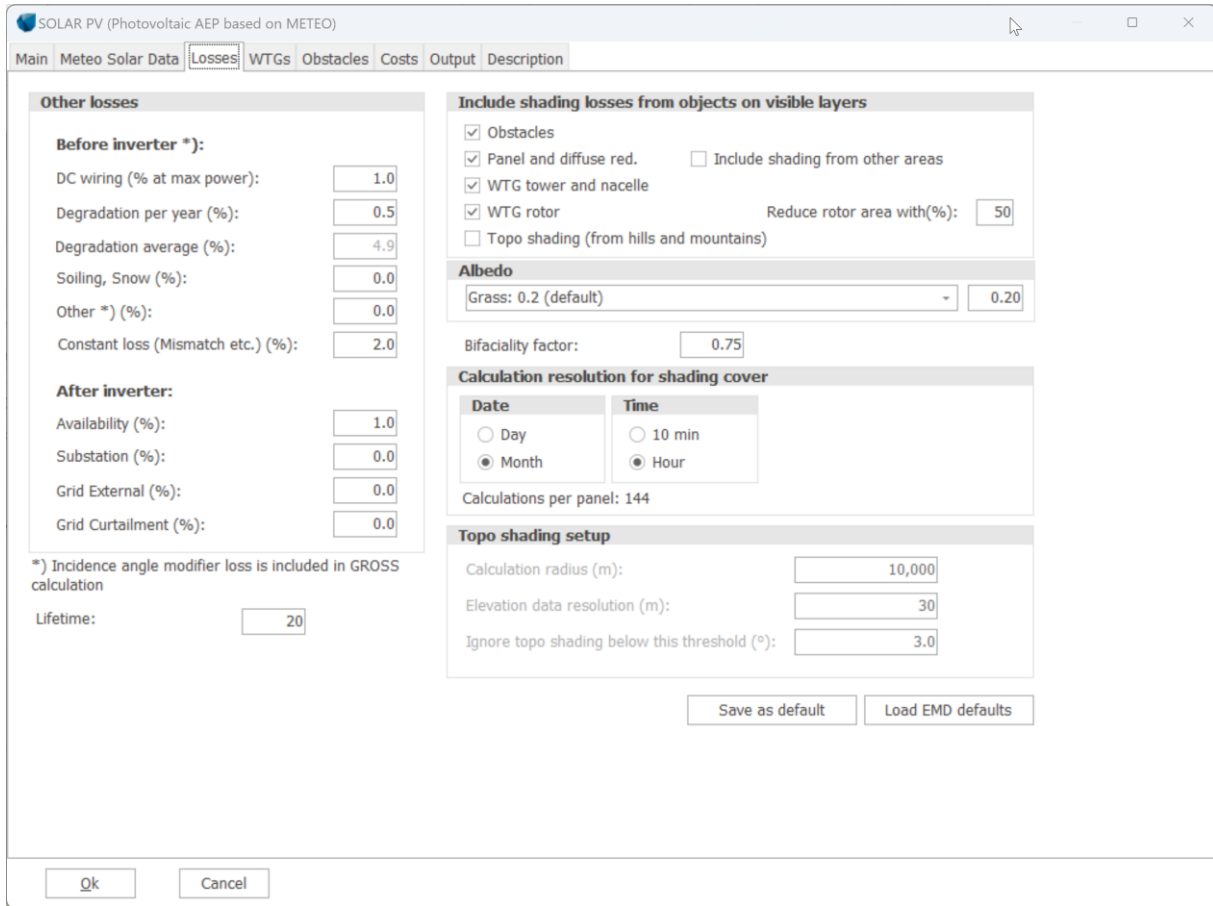 SOLAR PV (Photovoltaic AEP based on METEO)
Main Meteo Solar Data Losses WTGs Obstacles Costs Output Description
Other losses
Before inverter *):
DC wiring (% at max power): 1.0
Degradation per year (%): 0.5
Degradation average (%): 4.9
Soiling, Snow (%): 0.0
Other *) (%): 0.0
Constant loss (Mismatch etc.) (%): 2.0
After inverter:
Availability (%): 1.0
Substation (%): 0.0
Grid External (%): 0.0
Grid Curtailment (%): 0.0
*) Incidence angle modifier loss is included in GROSS
calculation
Lifetime: 20
Include shading losses from objects on visible layers
Obstacles
Panel and diffuse red. Include shading from other areas
WTG tower and nacelle
WTG rotor Reduce rotor area with(%): 50
Topo shading (from hills and mountains)
Albedo
Grass: 0.2 (default) 0.20
Bifaciality factor: 0.75
Calculation resolution for shading cover
Date Time
Day 10 min
Month Hour
Calculations per panel: 144
Topo shading setup
Calculation radius (m): 10,000
Elevation data resolution (m): 30
Ignore topo shading below this threshold (°): 3.0
Save as default Load EMD defaults
Ok Cancel